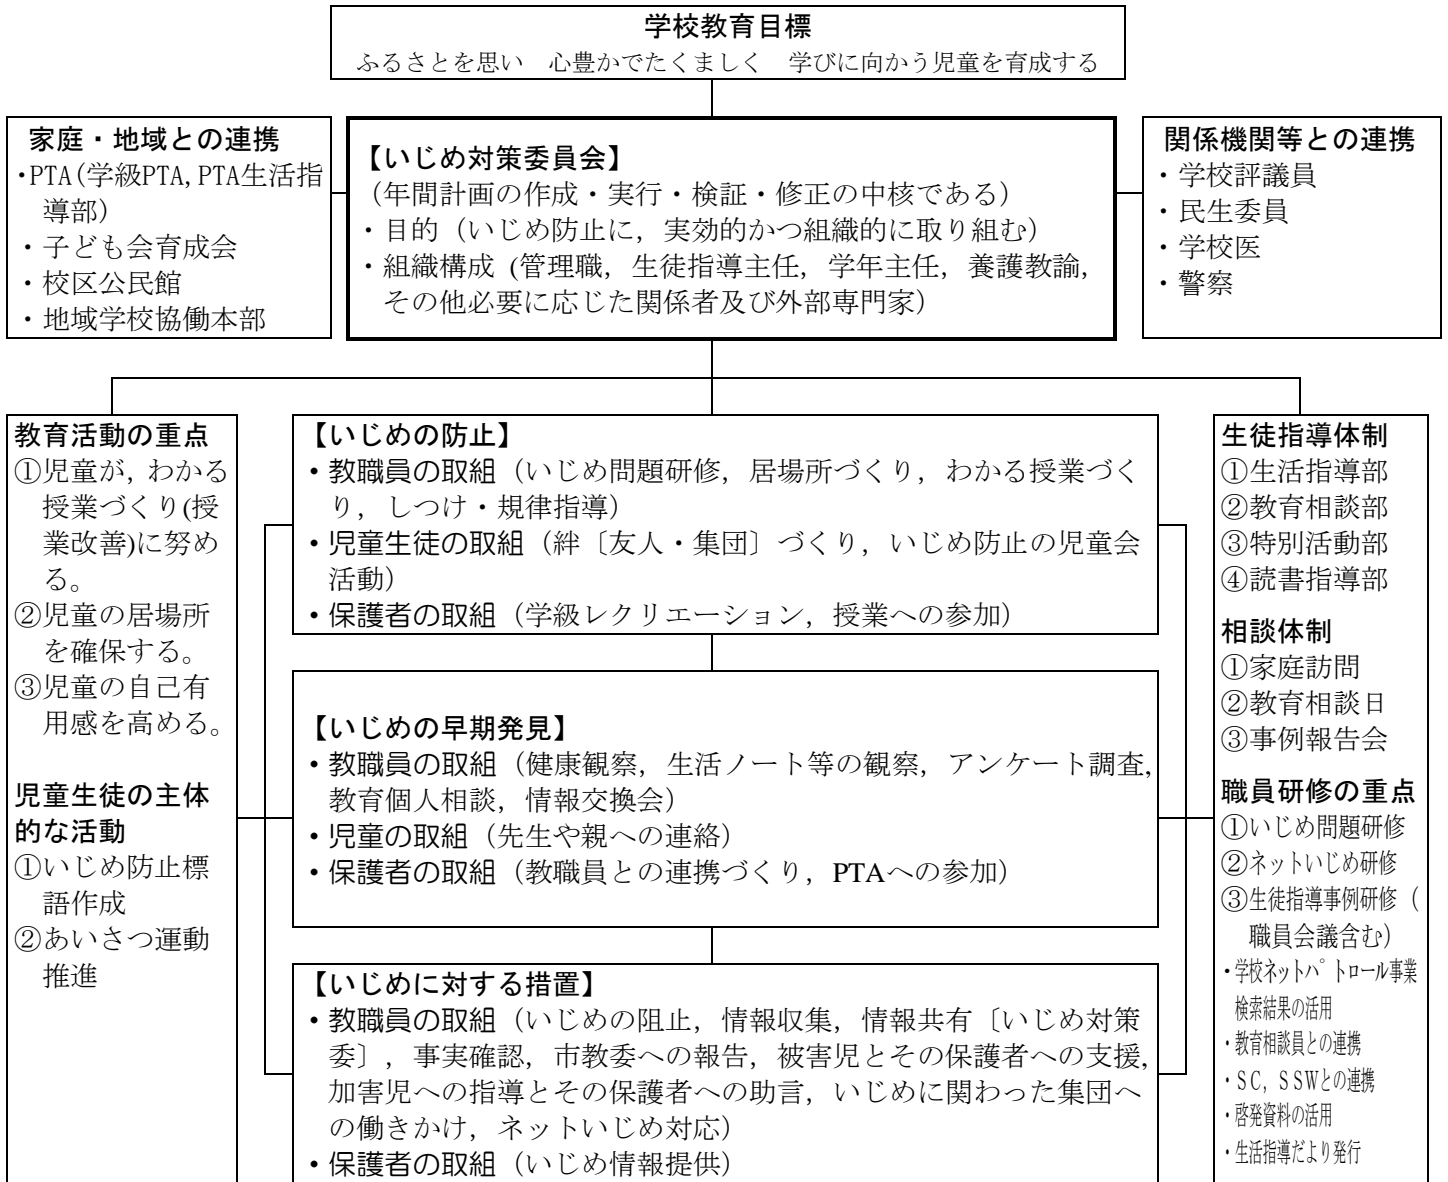 学校教育目標
ふるさとを思い 心豊かでたくましく 学びに向かう児童を育成する
家庭・地域との連携
・PTA(学級PTA,PTA生活指
導部)
・子ども会育成会
・校区公民館
・地域学校協働本部
【いじめ対策委員会】
（年間計画の作成・実行・検証・修正の中核である）
・目的（いじめ防止に，実効的かつ組織的に取り組む）
・組織構成 (管理職，生徒指導主任，学年主任，養護教諭，
その他必要に応じた関係者及び外部専門家）
関係機関等との連携
・学校評議員
・民生委員
・学校医
・警察
教育活動の重点
①児童が，わかる
授業づくり(授
業改善)に努め
る。
②児童の居場所
を確保する。
③児童の自己有
用感を高める。
児童生徒の主体
的な活動
①いじめ防止標
語作成
②あいさつ運動
推進
【いじめの防止】
・教職員の取組（いじめ問題研修，居場所づくり，わかる授業づく
り，しつけ・規律指導）
・児童生徒の取組（絆〔友人・集団〕づくり，いじめ防止の児童会
活動）
・保護者の取組（学級レクリエーション，授業への参加）
【いじめの早期発見】
・教職員の取組（健康観察，生活ノート等の観察，アンケート調査，
教育個人相談，情報交換会）
・児童の取組（先生や親への連絡）
・保護者の取組（教職員との連携づくり，PTAへの参加）
【いじめに対する措置】
・教職員の取組（いじめの阻止，情報収集，情報共有〔いじめ対策
委〕，事実確認，市教委への報告，被害児とその保護者への支援，
加害児への指導とその保護者への助言，いじめに関わった集団へ
の働きかけ，ネットいじめ対応）
・保護者の取組（いじめ情報提供）
生徒指導体制
①生活指導部
②教育相談部
③特別活動部
④読書指導部
相談体制
①家庭訪問
②教育相談日
③事例報告会
職員研修の重点
①いじめ問題研修
②ネットいじめ研修
③生徒指導事例研修（
職員会議含む）
・学校ネットパトロール事業
検索結果の活用
・教育相談員との連携
・ＳＣ，ＳＳＷとの連携
・啓発資料の活用
・生活指導だより発行